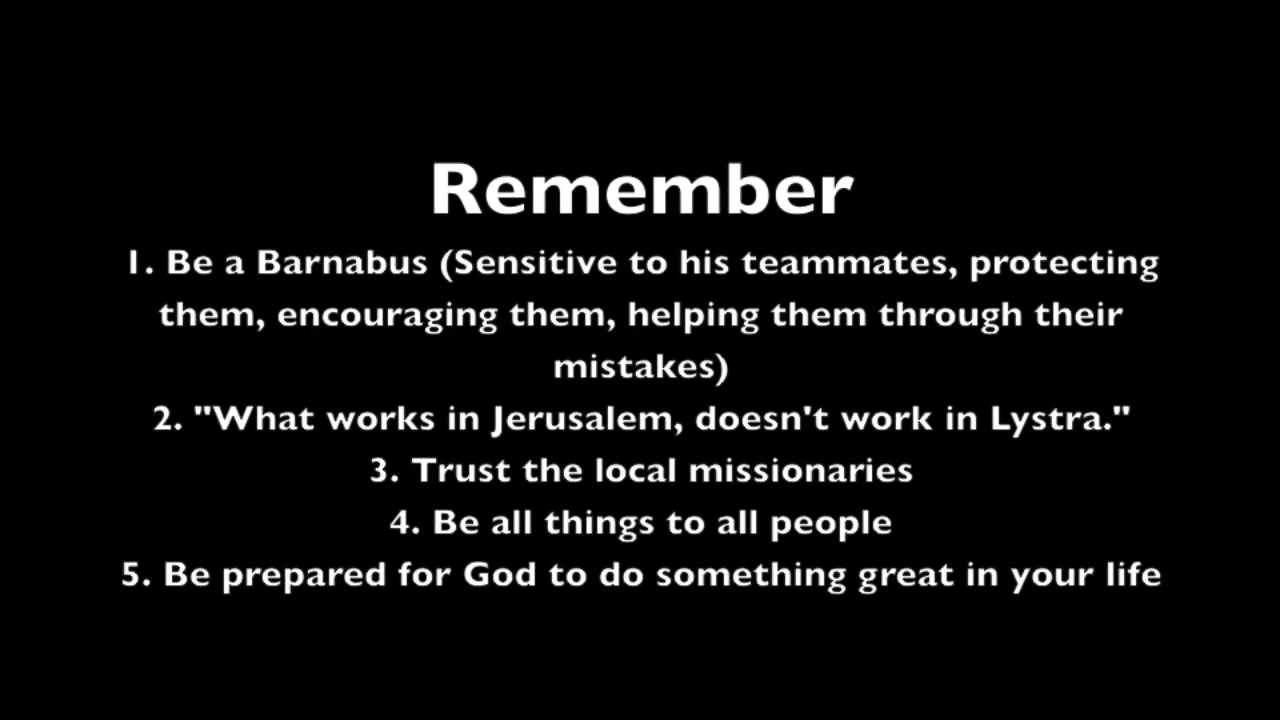 Remember
1. Be a Barnabus (Sensitive to his teammates, protecting
them, encouraging them, helping them through their
mistakes)
2. "What works in Jerusalem, doesn't work in Lystra."
3. Trust the local missionaries
4. Be all things to all people
5. Be prepared for God to do something great in your life